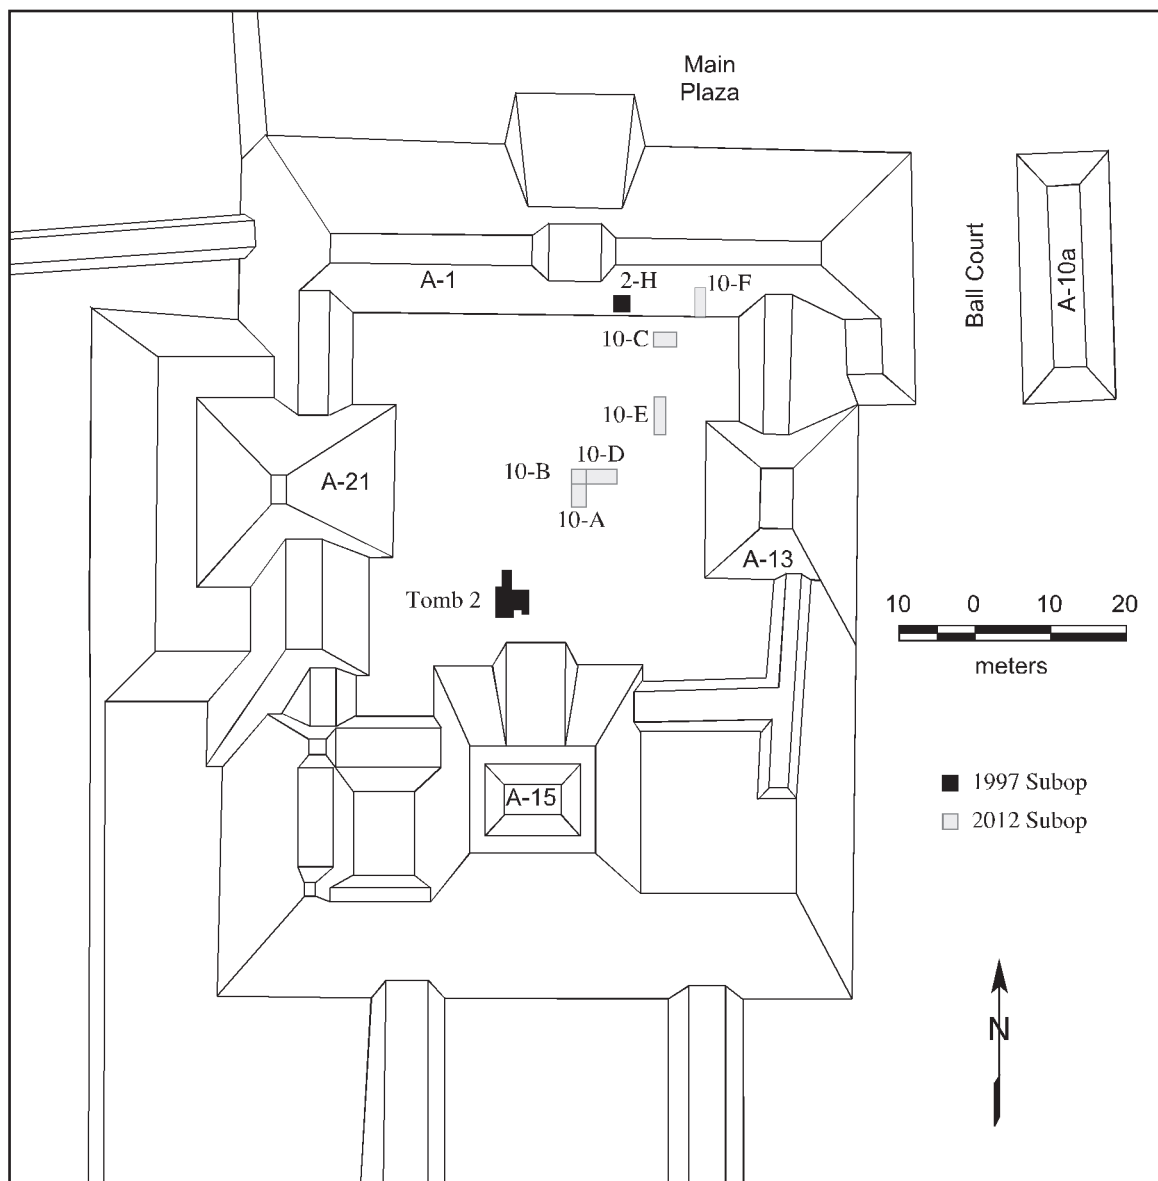 Main
Plaza
A-1
2-H
10-F
Ball Court
A-10a
10-C
10-E
10-D
10-B
A-21
10-A
A-13
Tomb 2
10 0 10 20
meters
1997 Subop
A-15
2012 Subop
N